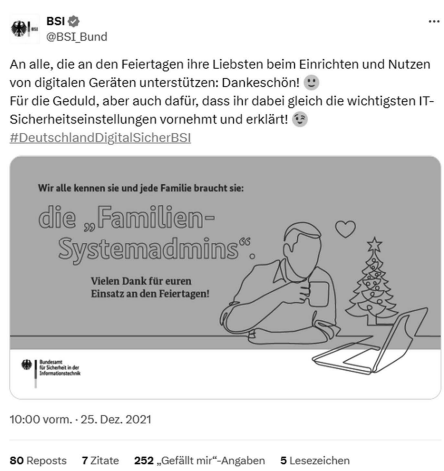 BSI
@BSI_Bund
An alle, die an den Feiertagen ihre Liebsten beim Einrichten und Nutzen
von digitalen Geräten unterstützen: Dankeschön! 🙂
Für die Geduld, aber auch dafür, dass ihr dabei gleich die wichtigsten IT-
Sicherheitseinstellungen vornehmt und erklärt! 😉
#DeutschlandDigitalSicherBSI
Wir alle kennen sie und jede Familie braucht sie:
die „Familien-
Systemadmins“.
Vielen Dank für euren
Einsatz an den Feiertagen!
Bundesamt
für Sicherheit in der
Informationstechnik
10:00 vorm. · 25. Dez. 2021
80 Reposts 7 Zitate 252 „Gefällt mir“-Angaben 5 Lesezeichen